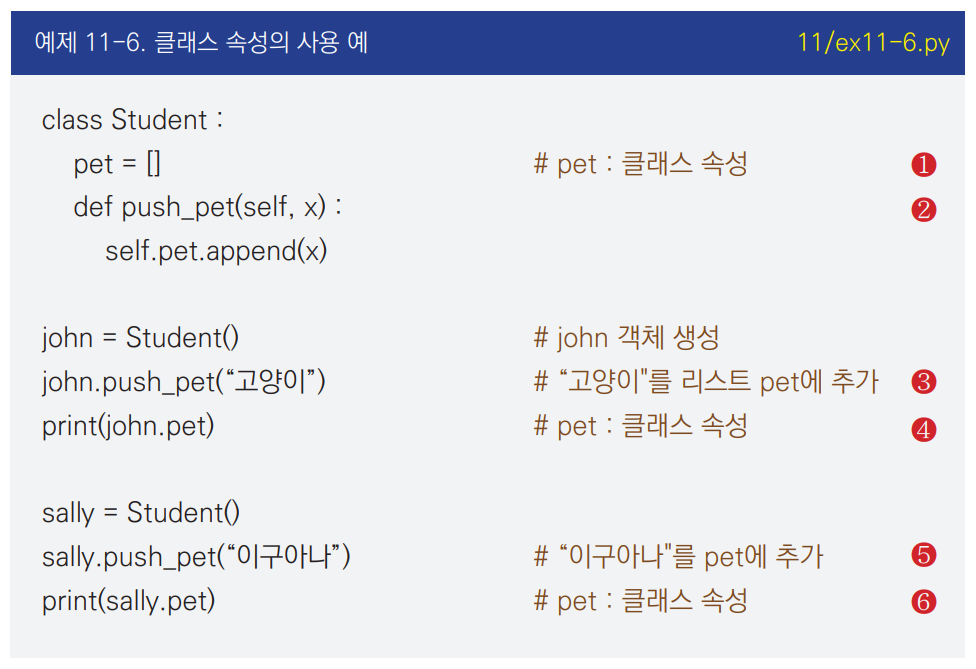 예제 11-6. 클래스 속성의 사용 예 11/ex11-6.py
class Student :
pet = [] # pet : 클래스 속성 ❶
def push_pet(self, x) : ❷
self.pet.append(x)
john = Student() # john 객체 생성
john.push_pet(“고양이”) # “고양이"를 리스트 pet에 추가 ❸
print(john.pet) # pet : 클래스 속성 ❹
sally = Student()
sally.push_pet(“이구아나”) # “이구아나"를 pet에 추가 ❺
print(sally.pet) # pet : 클래스 속성 ❻